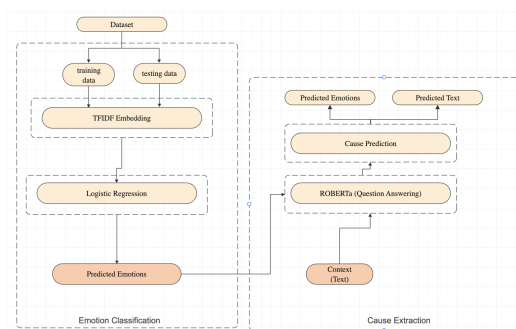 Dataset
training
data
testing data
TFIDF Embedding
Logistic Regression
Predicted Emotions
Emotion Classification
Predicted Emotions
Predicted Text
Cause Prediction
ROBERTa (Question Answering)
Context
(Text)
Cause Extraction